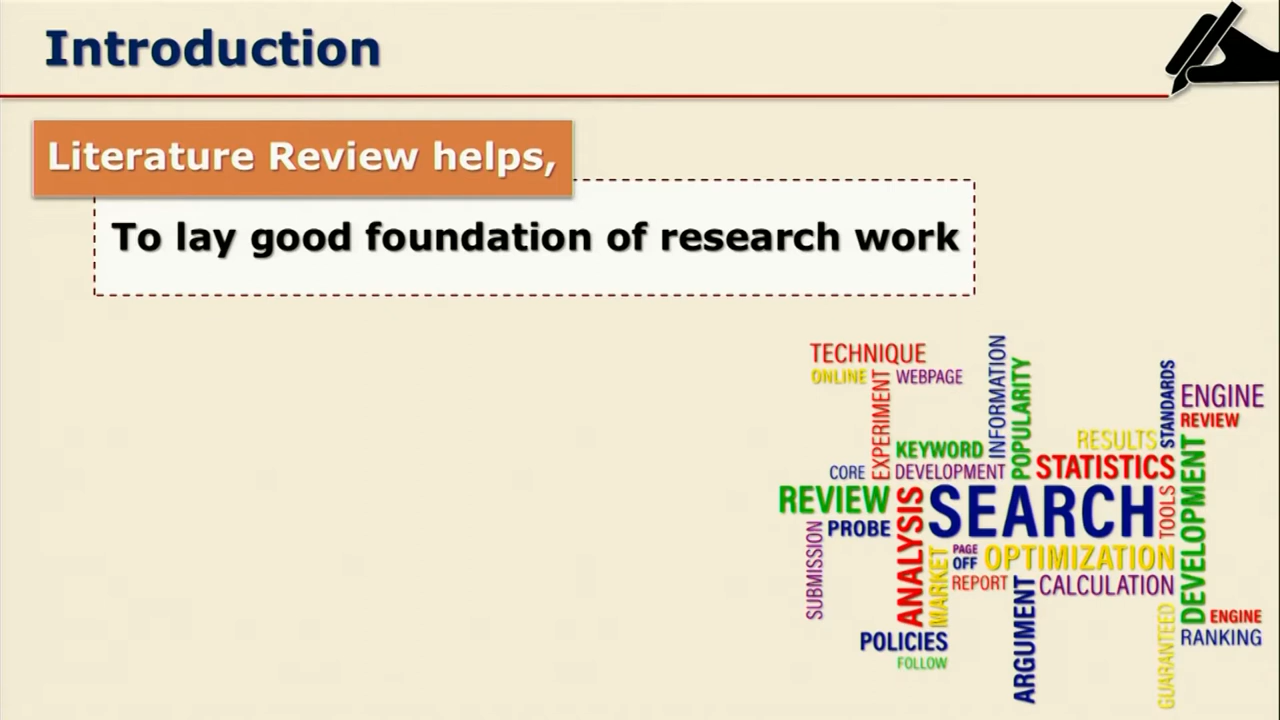 Introduction
Literature Review helps,
To lay good foundation of research work
TECHNIQUE
ONLINE
WEBPAGE
EXPERIMENT
INFORMATION
POPULARITY
STANDARDS
ENGINE
REVIEW
KEYWORD
RESULTS
CORE
DEVELOPMENT
STATISTICS
REVIEW
ANALYSIS
SEARCH
TOOLS
DEVELOPMENT
PROBE
SUBMISSION
MARKET
PAGE
OFF
OPTIMIZATION
REPORT
ARGUMENT
CALCULATION
GUARANTEED
ENGINE
RANKING
POLICIES
FOLLOW